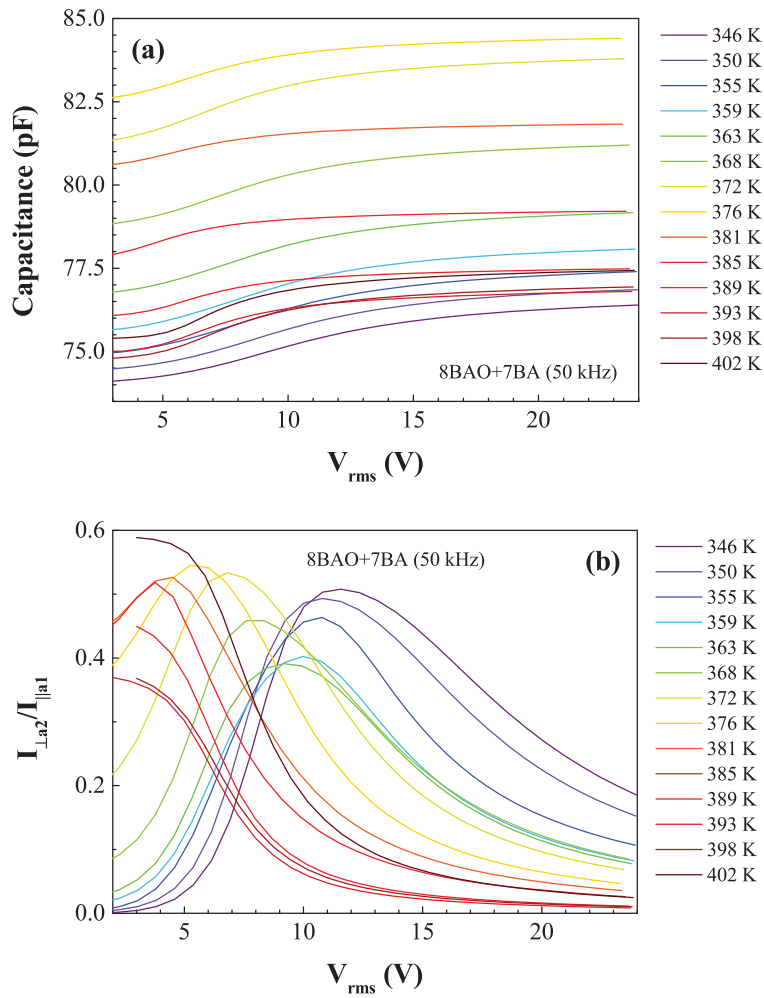 (a)
Capacitance (pF)
85.0
82.5
80.0
77.5
75.0
5
10
15
20
V_rms (V)
8BAO+7BA (50 kHz)
346 K
350 K
355 K
359 K
363 K
368 K
372 K
376 K
381 K
385 K
389 K
393 K
398 K
402 K
(b)
8BAO+7BA (50 kHz)
I⊥a2/I||a1
0.6
0.4
0.2
0.0
5
10
15
20
V_rms (V)
346 K
350 K
355 K
359 K
363 K
368 K
372 K
376 K
381 K
385 K
389 K
393 K
398 K
402 K